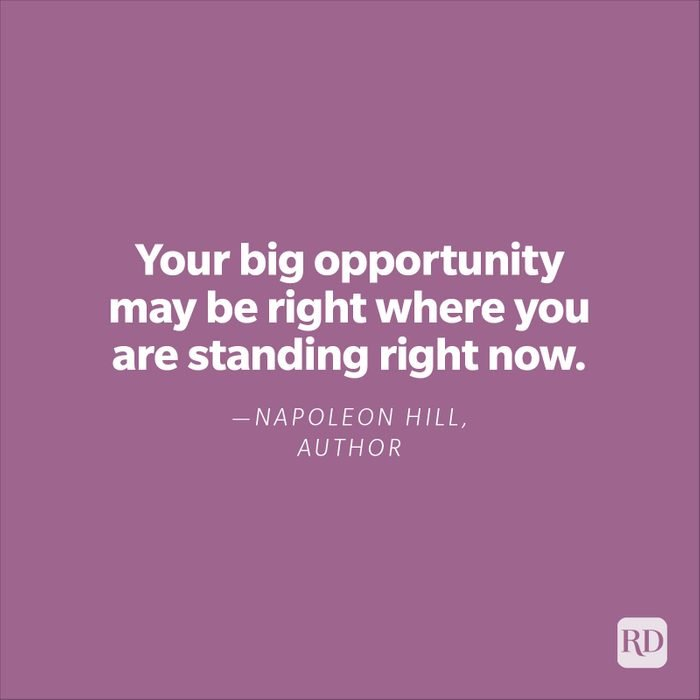 Your big opportunity
may be right where you
are standing right now.
—NAPOLEON HILL,
AUTHOR
RD